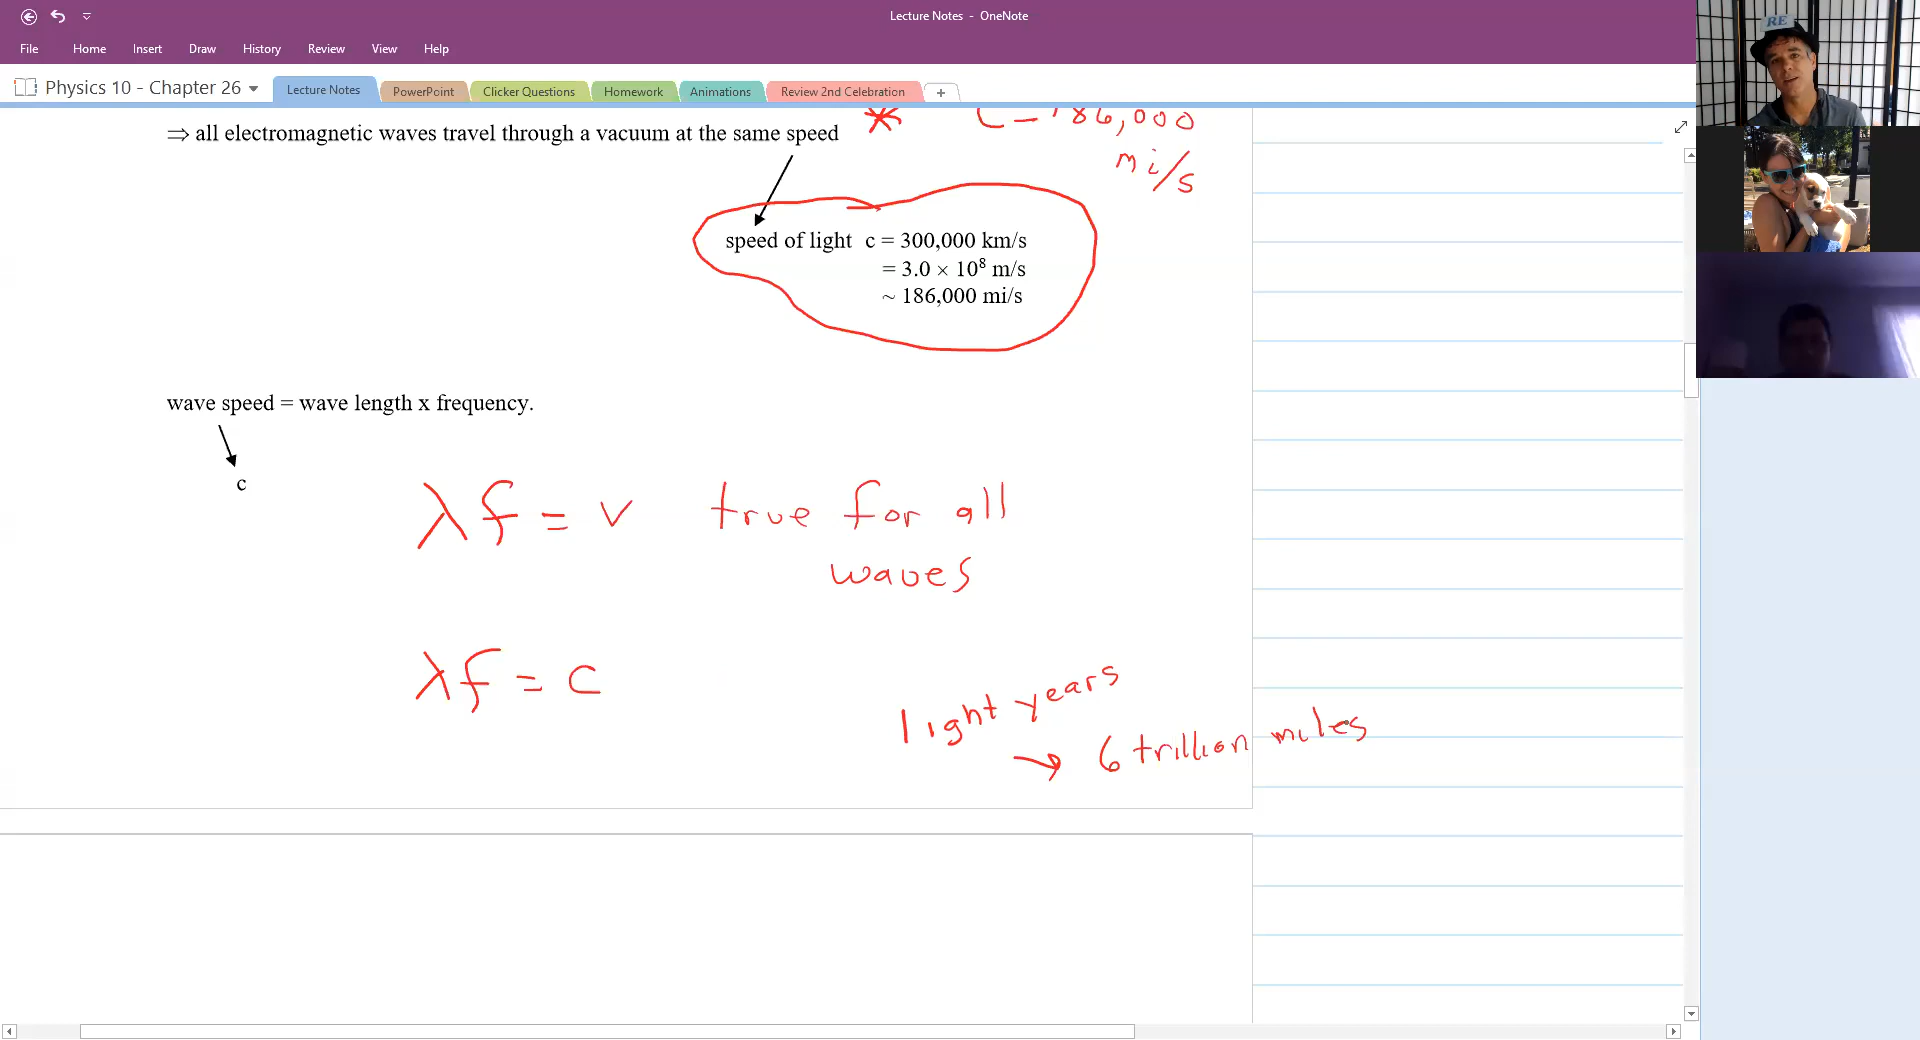 Lecture Notes - OneNote
File Home Insert Draw History Review View Help
Physics 10 - Chapter 26 Lecture Notes PowerPoint Clicker Questions Homework Animations Review 2nd Celebration +
RE
⇒ all electromagnetic waves travel through a vacuum at the same speed
* C = 186,000
mi/s
speed of light c = 300,000 km/s
= 3.0 × 10⁸ m/s
~ 186,000 mi/s
wave speed = wave length x frequency.
c
λf = v true for all
waves
λf = c
light years
→ 6 trillion miles